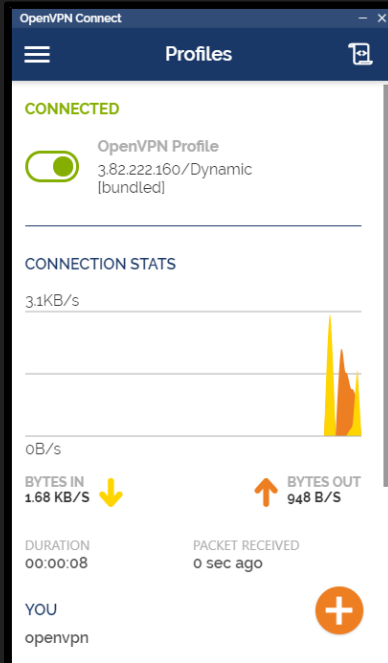 OpenVPN Connect
Profiles
CONNECTED
OpenVPN Profile
3.82.222.160/Dynamic
[bundled]
CONNECTION STATS
3.1KB/s
0B/s
BYTES IN
1.68 KB/S
BYTES OUT
948 B/S
DURATION
00:00:08
PACKET RECEIVED
0 sec ago
YOU
openvpn